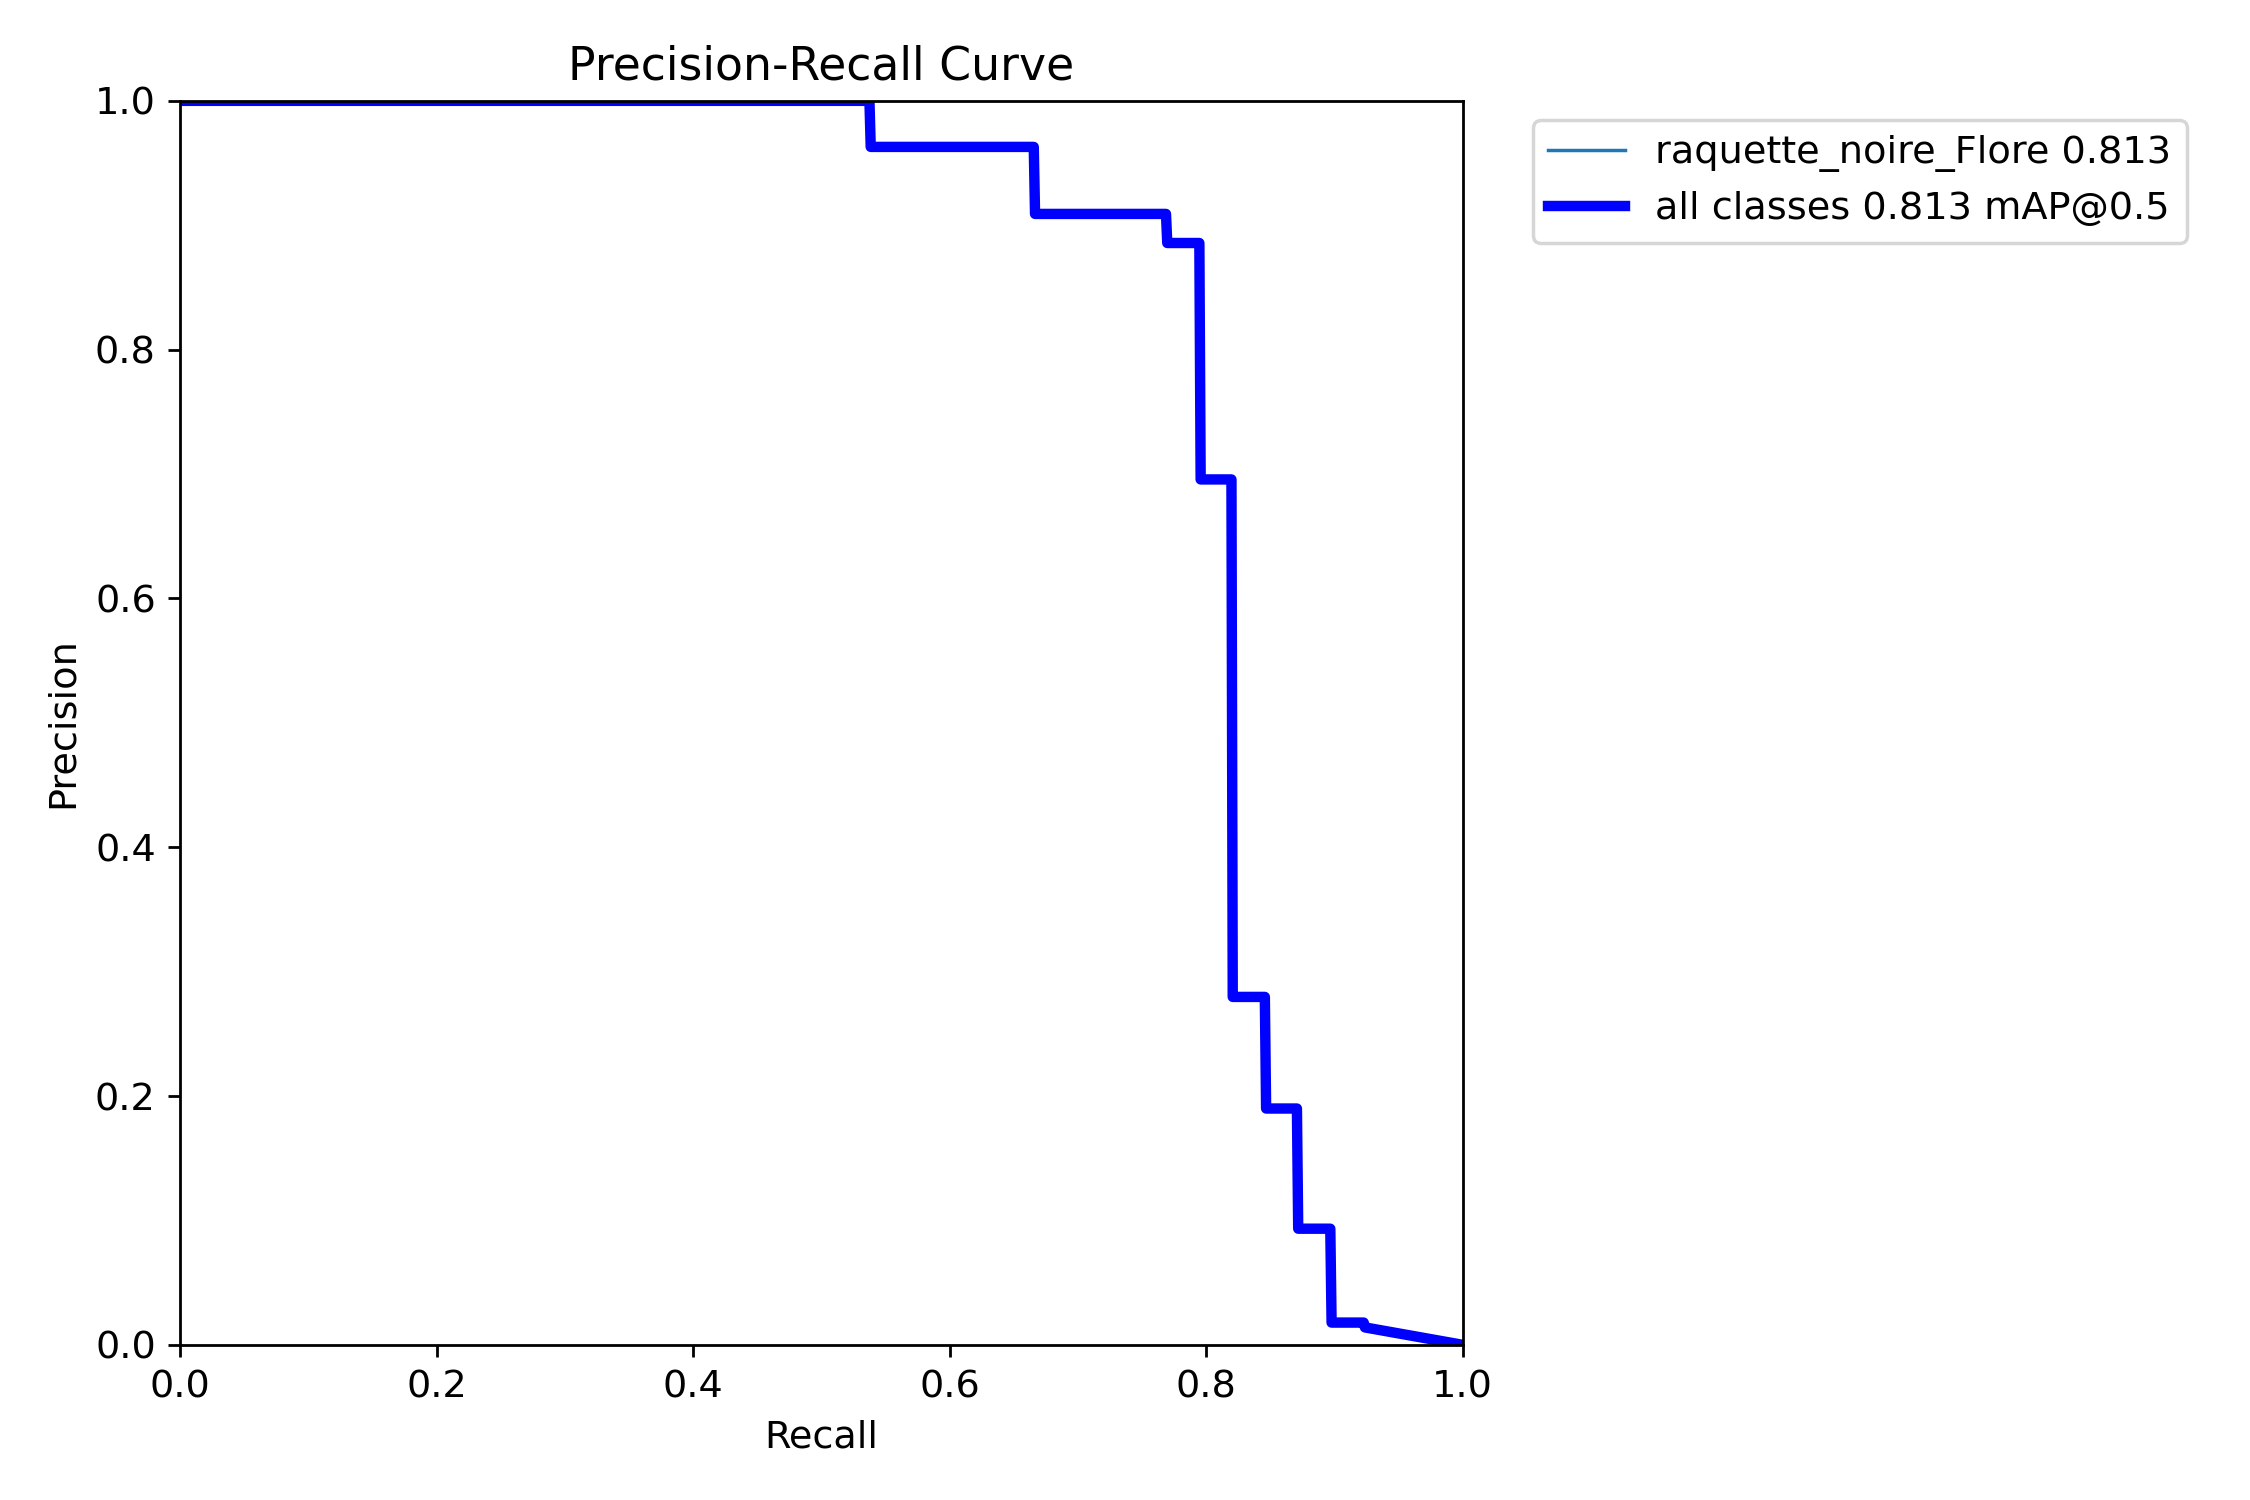 Precision-Recall Curve
1.0
0.8
0.6
0.4
0.2
0.0
Precision
0.0 0.2 0.4 0.6 0.8 1.0
Recall
raquette_noire_Flore 0.813
all classes 0.813 mAP@0.5